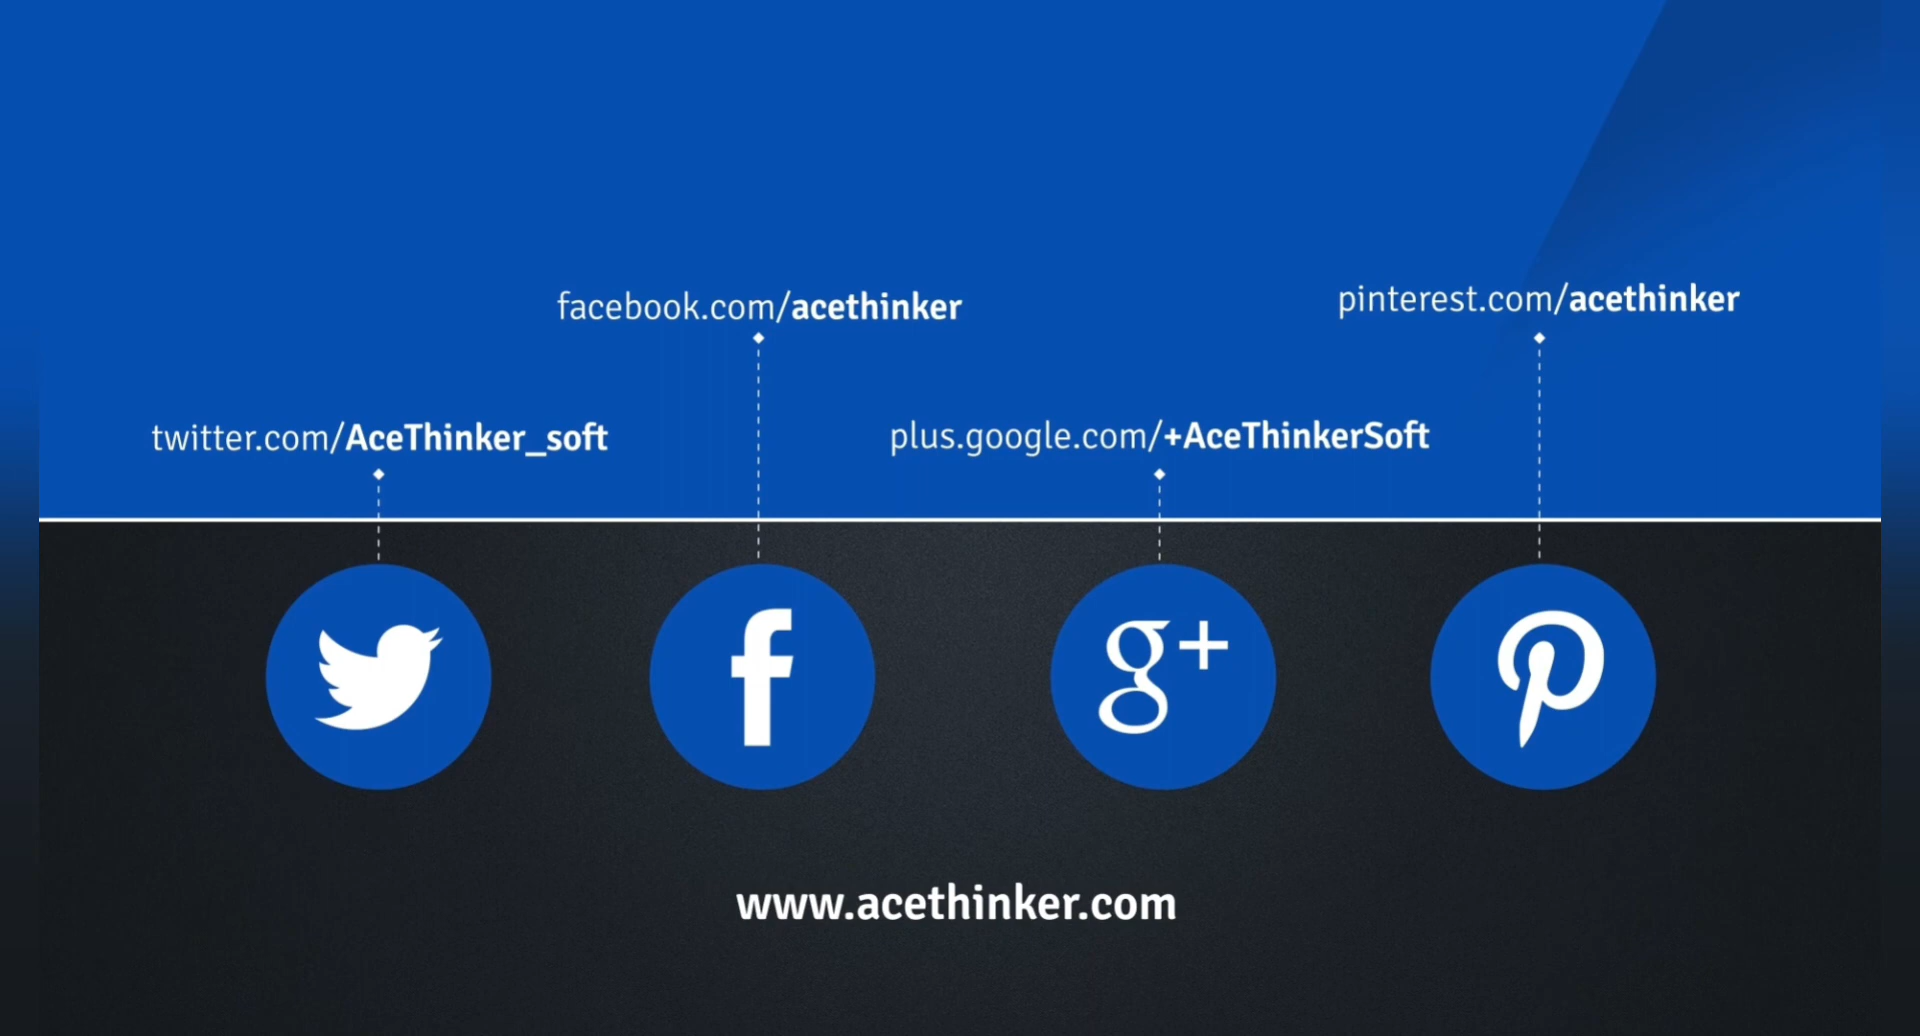 facebook.com/acethinker
pinterest.com/acethinker
twitter.com/AceThinker_soft
plus.google.com/+AceThinkerSoft
f
g+
www.acethinker.com